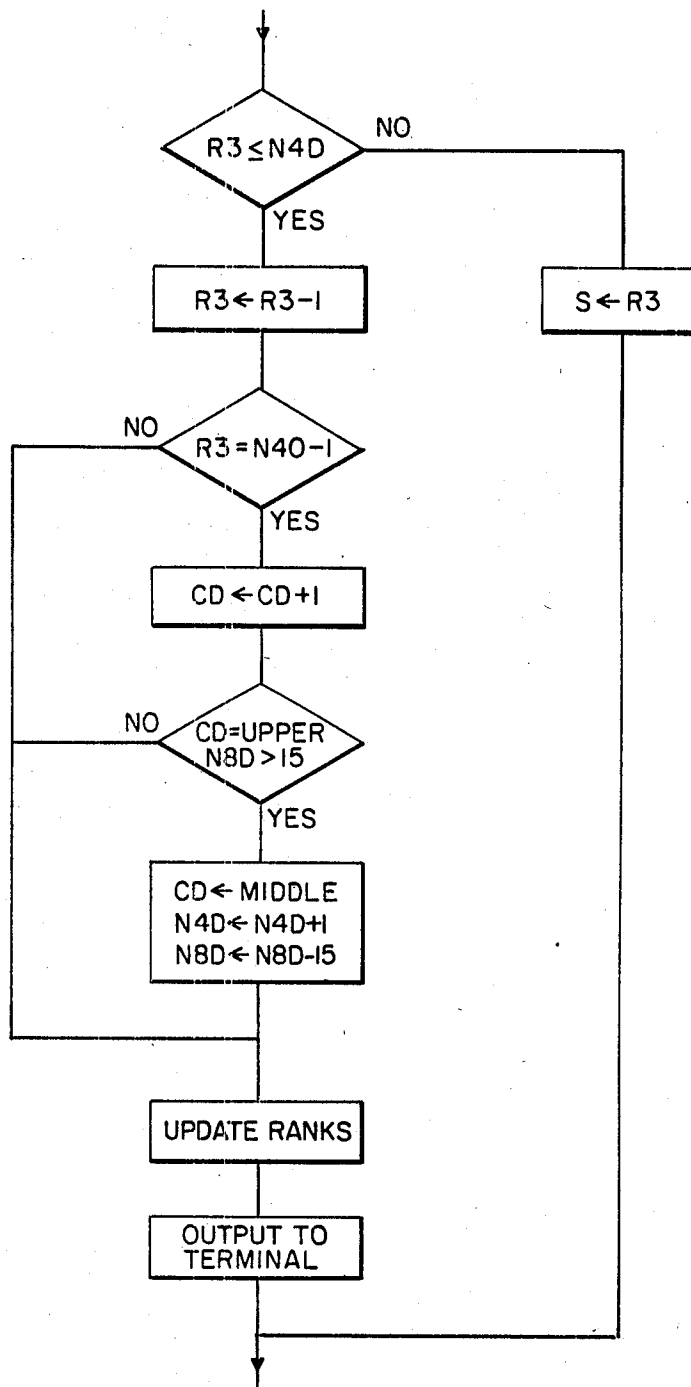 R3≤N4D
NO
YES
R3←R3-1
S←R3
NO
R3=N40-1
YES
CD←CD+1
NO
CD=UPPER
N8D>15
YES
CD←MIDDLE
N4D←N4D+1
N8D←N8D-15
UPDATE RANKS
OUTPUT TO
TERMINAL